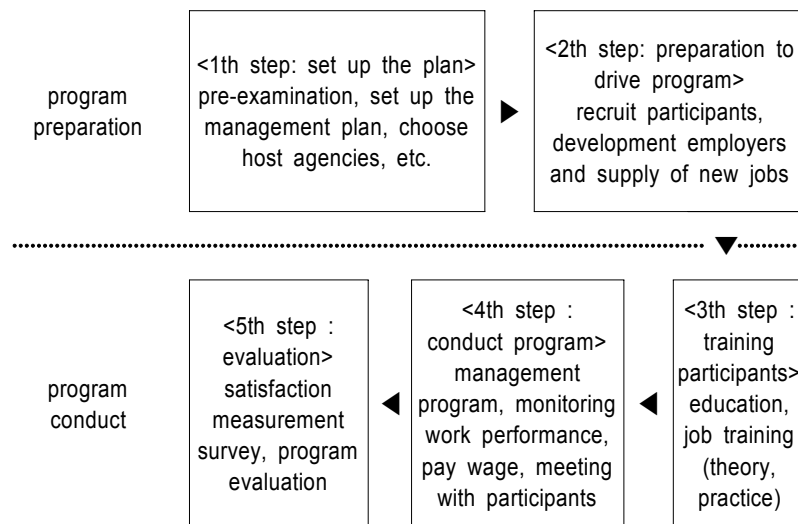 program
preparation
<1th step: set up the plan>
pre-examination, set up the
management plan, choose
host agencies, etc.
<2th step: preparation to
drive program>
recruit participants,
development employers
and supply of new jobs
program
conduct
<5th step :
evaluation>
satisfaction
measurement
survey, program
evaluation
<4th step :
conduct program>
management
program, monitoring
work performance,
pay wage, meeting
with participants
<3th step :
training
participants>
education,
job training
(theory,
practice)